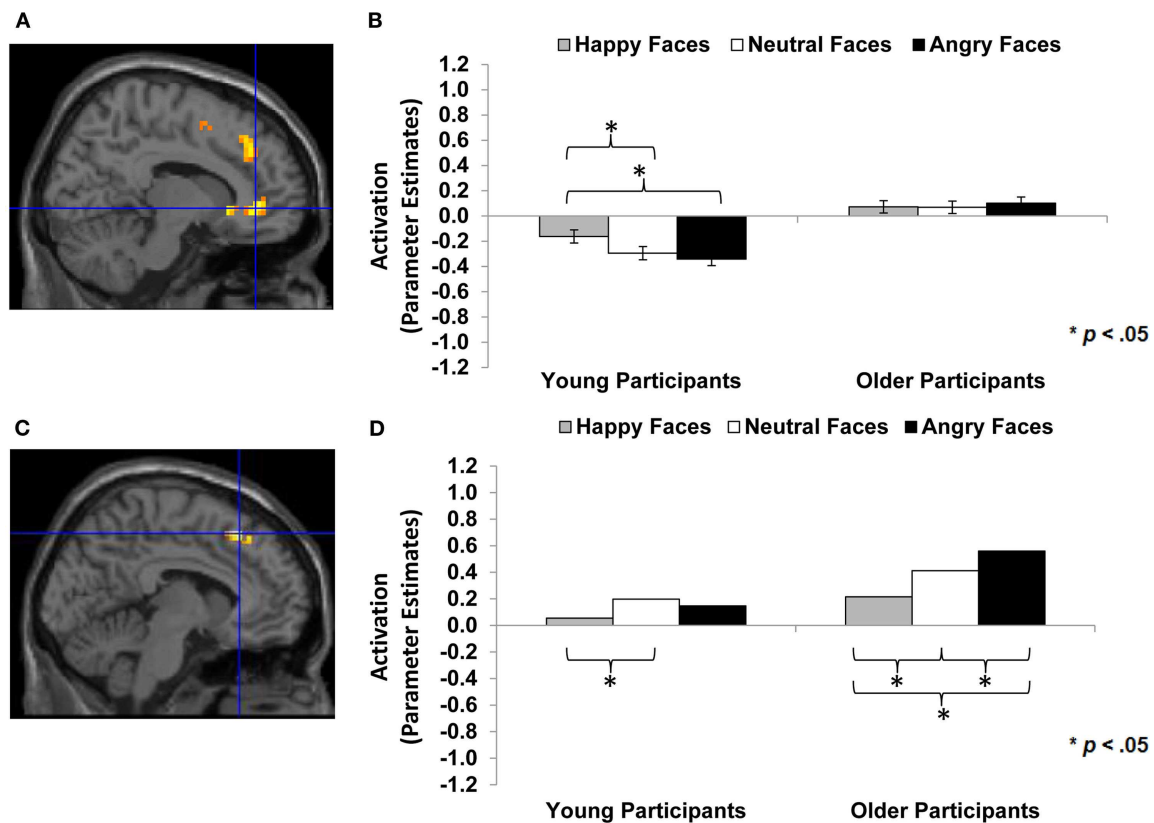 A
B
Happy Faces Neutral Faces Angry Faces
1.2
1.0
0.8
0.6
0.4
0.2
0.0
-0.2
-0.4
-0.6
-0.8
-1.0
-1.2
Activation
(Parameter Estimates)
*
*
* p < .05
Young Participants Older Participants
C
D
Happy Faces Neutral Faces Angry Faces
1.2
1.0
0.8
0.6
0.4
0.2
0.0
-0.2
-0.4
-0.6
-0.8
-1.0
-1.2
Activation
(Parameter Estimates)
* * *
*
* p < .05
Young Participants Older Participants